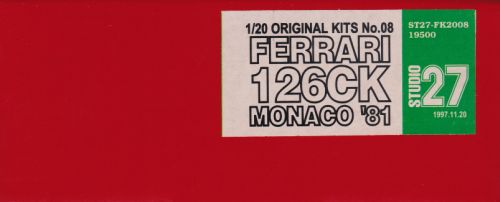 1/20 ORIGINAL KITS No.08
FERRARI
126CK
MONACO '81
ST27-FK2008
19500
STUDIO
27
1997.11.20